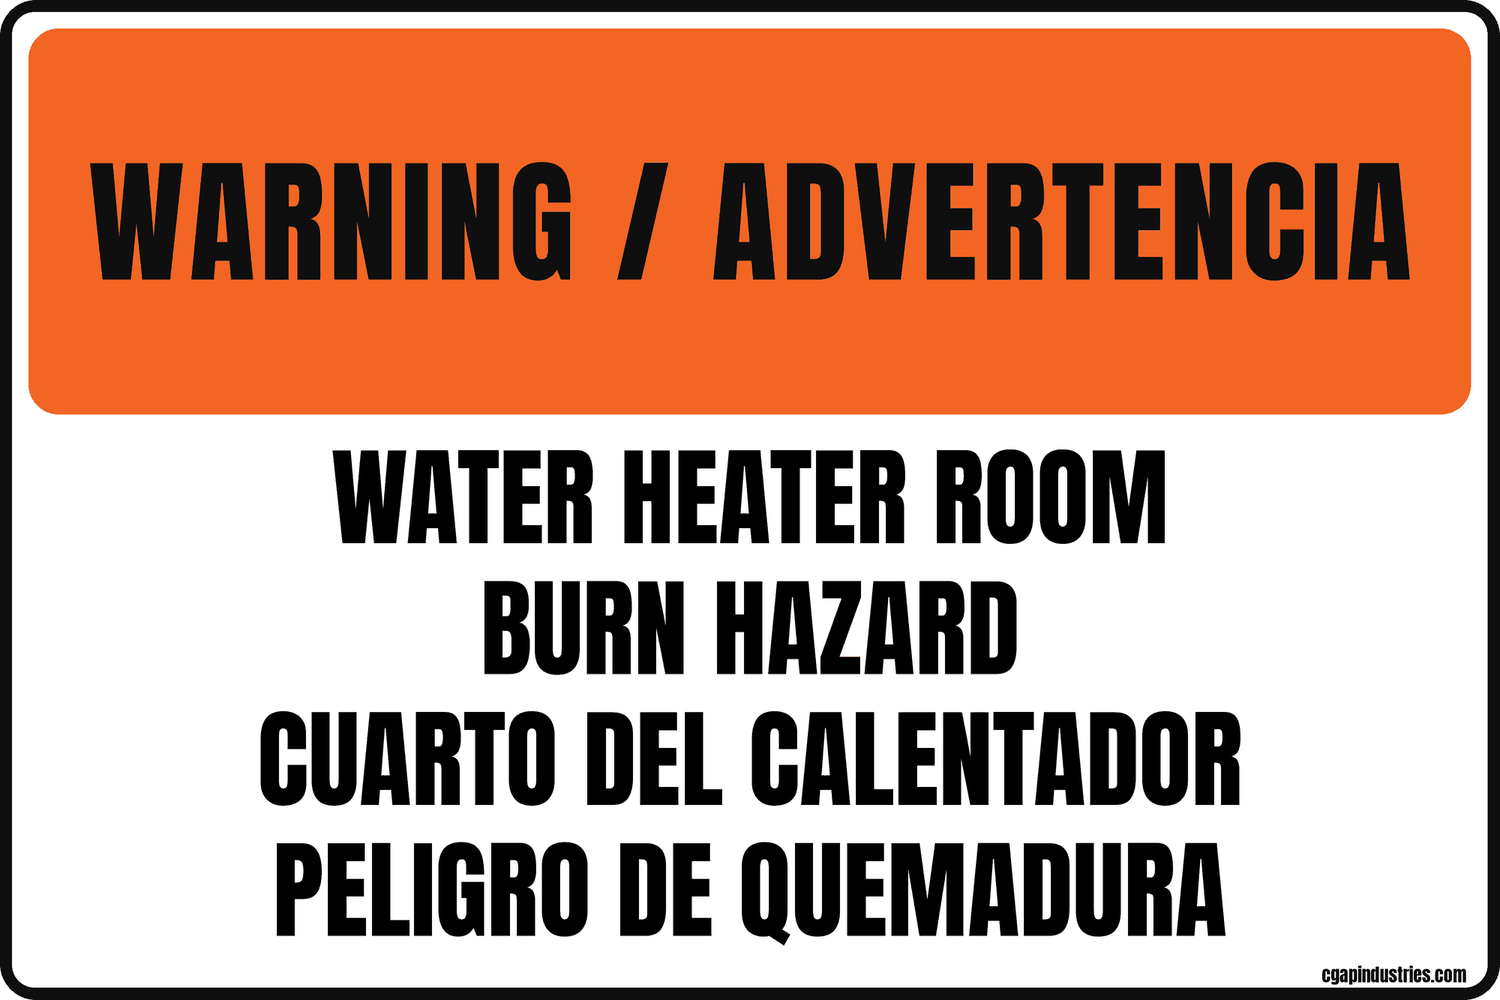 WARNING / ADVERTENCIA
WATER HEATER ROOM
BURN HAZARD
CUARTO DEL CALENTADOR
PELIGRO DE QUEMADURA
cgapindustries.com